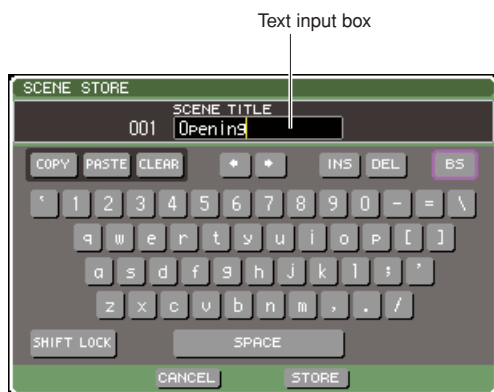 Text input box
SCENE STORE
SCENE TITLE
001 Opening
COPY PASTE CLEAR INS DEL BS
` 1 2 3 4 5 6 7 8 9 0 - = \
q w e r t y u i o p [ ]
a s d f g h j k l ; '
z x c v b n m , . /
SHIFT LOCK SPACE
CANCEL STORE